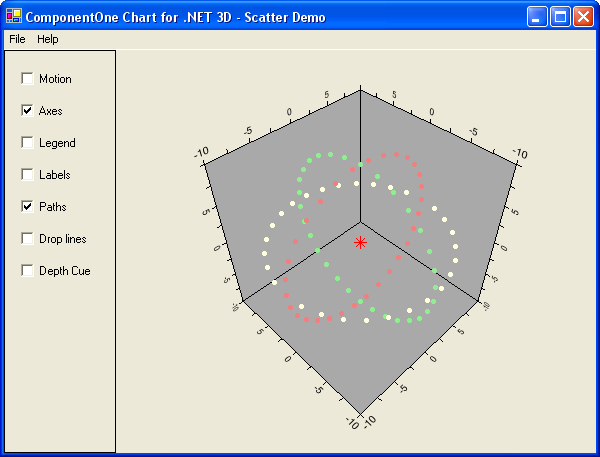 ComponentOne Chart for .NET 3D - Scatter Demo
File Help
Motion
Axes
Legend
Labels
Paths
Drop lines
Depth Cue
5 5
0 0
-5 -5
-10 -10
5 5
0 0
-5 -5
-10 -10
5 5
0 0
-5 -5
-10 -10